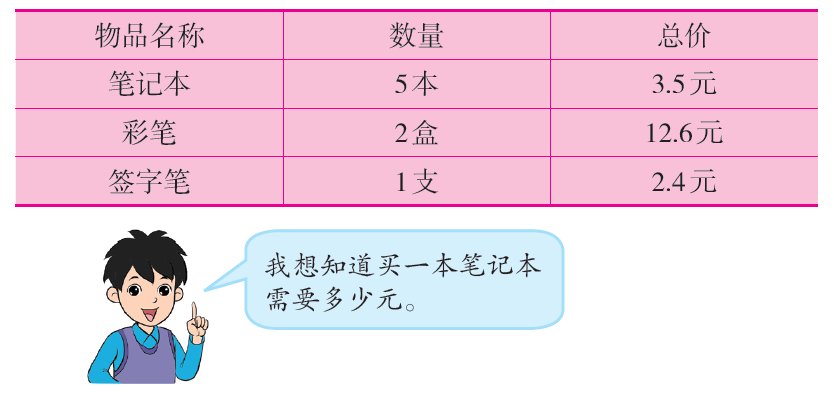 物品名称 数量 总价
笔记本 5本 3.5元
彩笔 2盒 12.6元
签字笔 1支 2.4元
我想知道买一本笔记本
需要多少元。